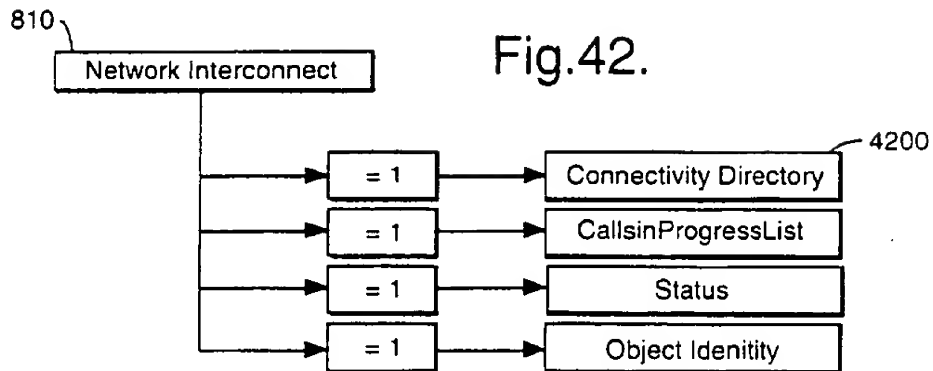 810
Network Interconnect
Fig.42.
4200
= 1
Connectivity Directory
= 1
CallsinProgressList
= 1
Status
= 1
Object Idenitity